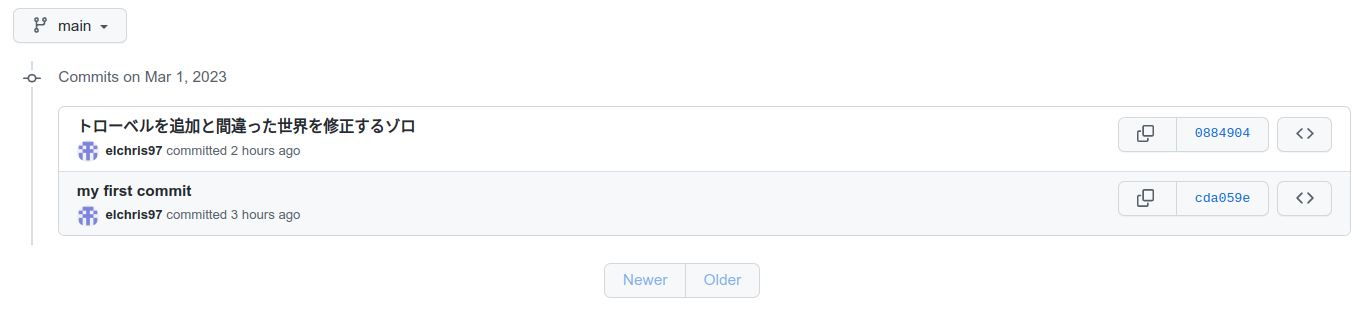 main
Commits on Mar 1, 2023
トローベルを追加と間違った世界を修正するゾロ
elchris97 committed 2 hours ago
0884904
my first commit
elchris97 committed 3 hours ago
cda059e
Newer
Older